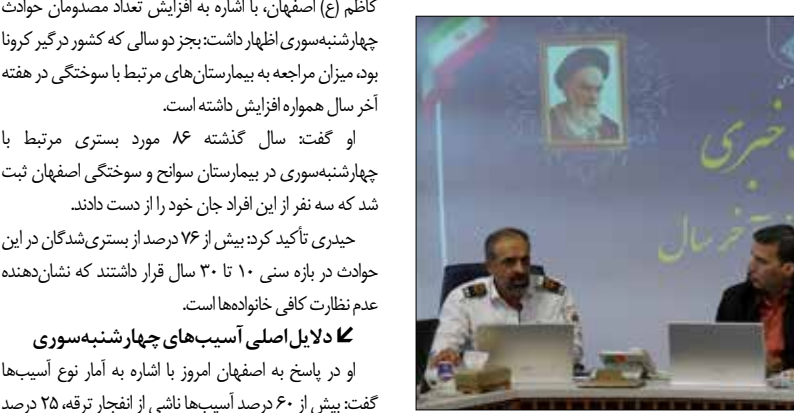 کاظم (ع) اصفهان، با اشاره به افزایش تعداد مصدومان حوادث
چهارشنبه‌سوری اظهار داشت: بجز دو سالی که کشور درگیر کرونا
بود، میزان مراجعه به بیمارستان‌های مرتبط با سوختگی در هفته
آخر سال همواره افزایش داشته است.
او گفت: سال گذشته ۸۶ مورد بستری مرتبط با
چهارشنبه‌سوری در بیمارستان سوانح و سوختگی اصفهان ثبت
شد که سه نفر از این افراد جان خود را از دست دادند.
حیدری تأکید کرد: بیش از ۷۶ درصد از بستری‌شدگان در این
حوادث در بازه سنی ۱۰ تا ۳۰ سال قرار داشتند که نشان‌دهنده
عدم نظارت کافی خانواده‌ها است.
دلایل اصلی آسیب‌های چهارشنبه‌سوری
او در پاسخ به اصفهان امروز با اشاره به آمار نوع آسیب‌ها
گفت: بیش از ۶۰ درصد آسیب‌ها ناشی از انفجار ترقه، ۲۵ درصد
خبری
آخر سال